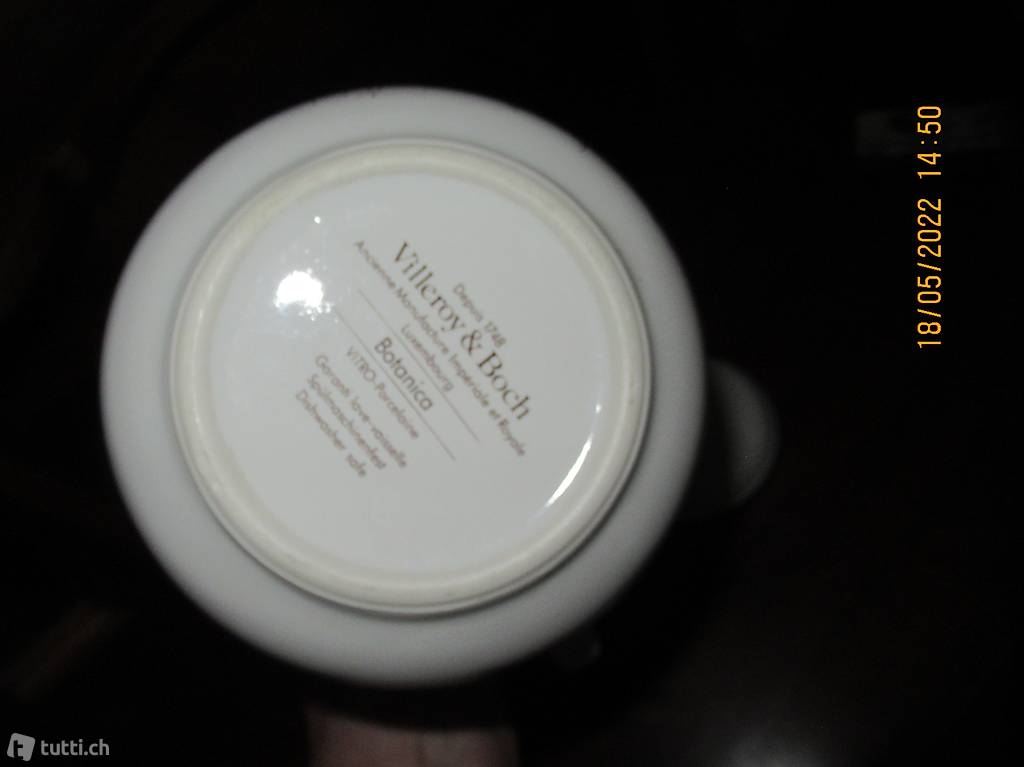 Depuis 1748
Villeroy & Boch
Ancienne Manufacture Impériale et Royale
Luxembourg
Botanica
VITRO-Porcelaine
Garanti lave-vaisselle
Spülmaschinenfest
Dishwasher safe
18/05/2022 14:50
tutti.ch